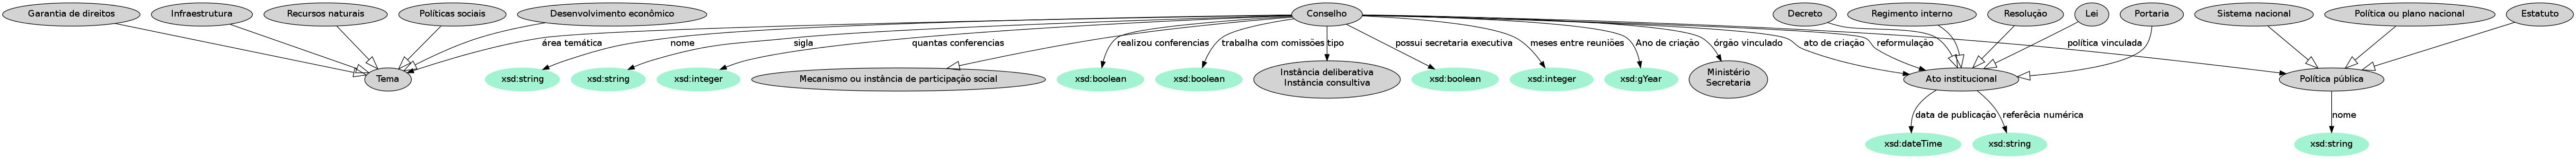 Garantia de direitos
Infraestrutura
Recursos naturais
Políticas sociais
Desenvolvimento econômico
Conselho
Decreto
Regimento interno
Resolução
Lei
Portaria
Sistema nacional
Política ou plano nacional
Estatuto
área temática
nome
sigla
quantas conferencias
realizou conferencias
trabalha com comissões
tipo
possui secretaria executiva
meses entre reuniões
Ano de criação
órgão vinculado
ato de criação
reformulação
política vinculada
Tema
xsd:string
xsd:string
xsd:integer
Mecanismo ou instância de participação social
xsd:boolean
xsd:boolean
Instância deliberativa
Instância consultiva
xsd:boolean
xsd:integer
xsd:gYear
Ministério
Secretaria
Ato institucional
Política pública
data de publicação
referêcia numérica
nome
xsd:dateTime
xsd:string
xsd:string